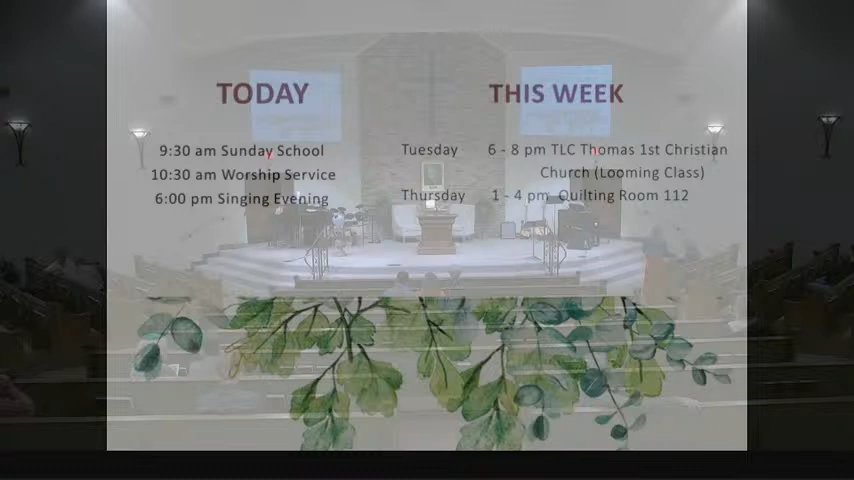 TODAY
9:30 am Sunday School
10:30 am Worship Service
6:00 pm Singing Evening
THIS WEEK
Tuesday 6 - 8 pm TLC Thomas 1st Christian
Church (Looming Class)
Thursday 1 - 4 pm Quilting Room 112